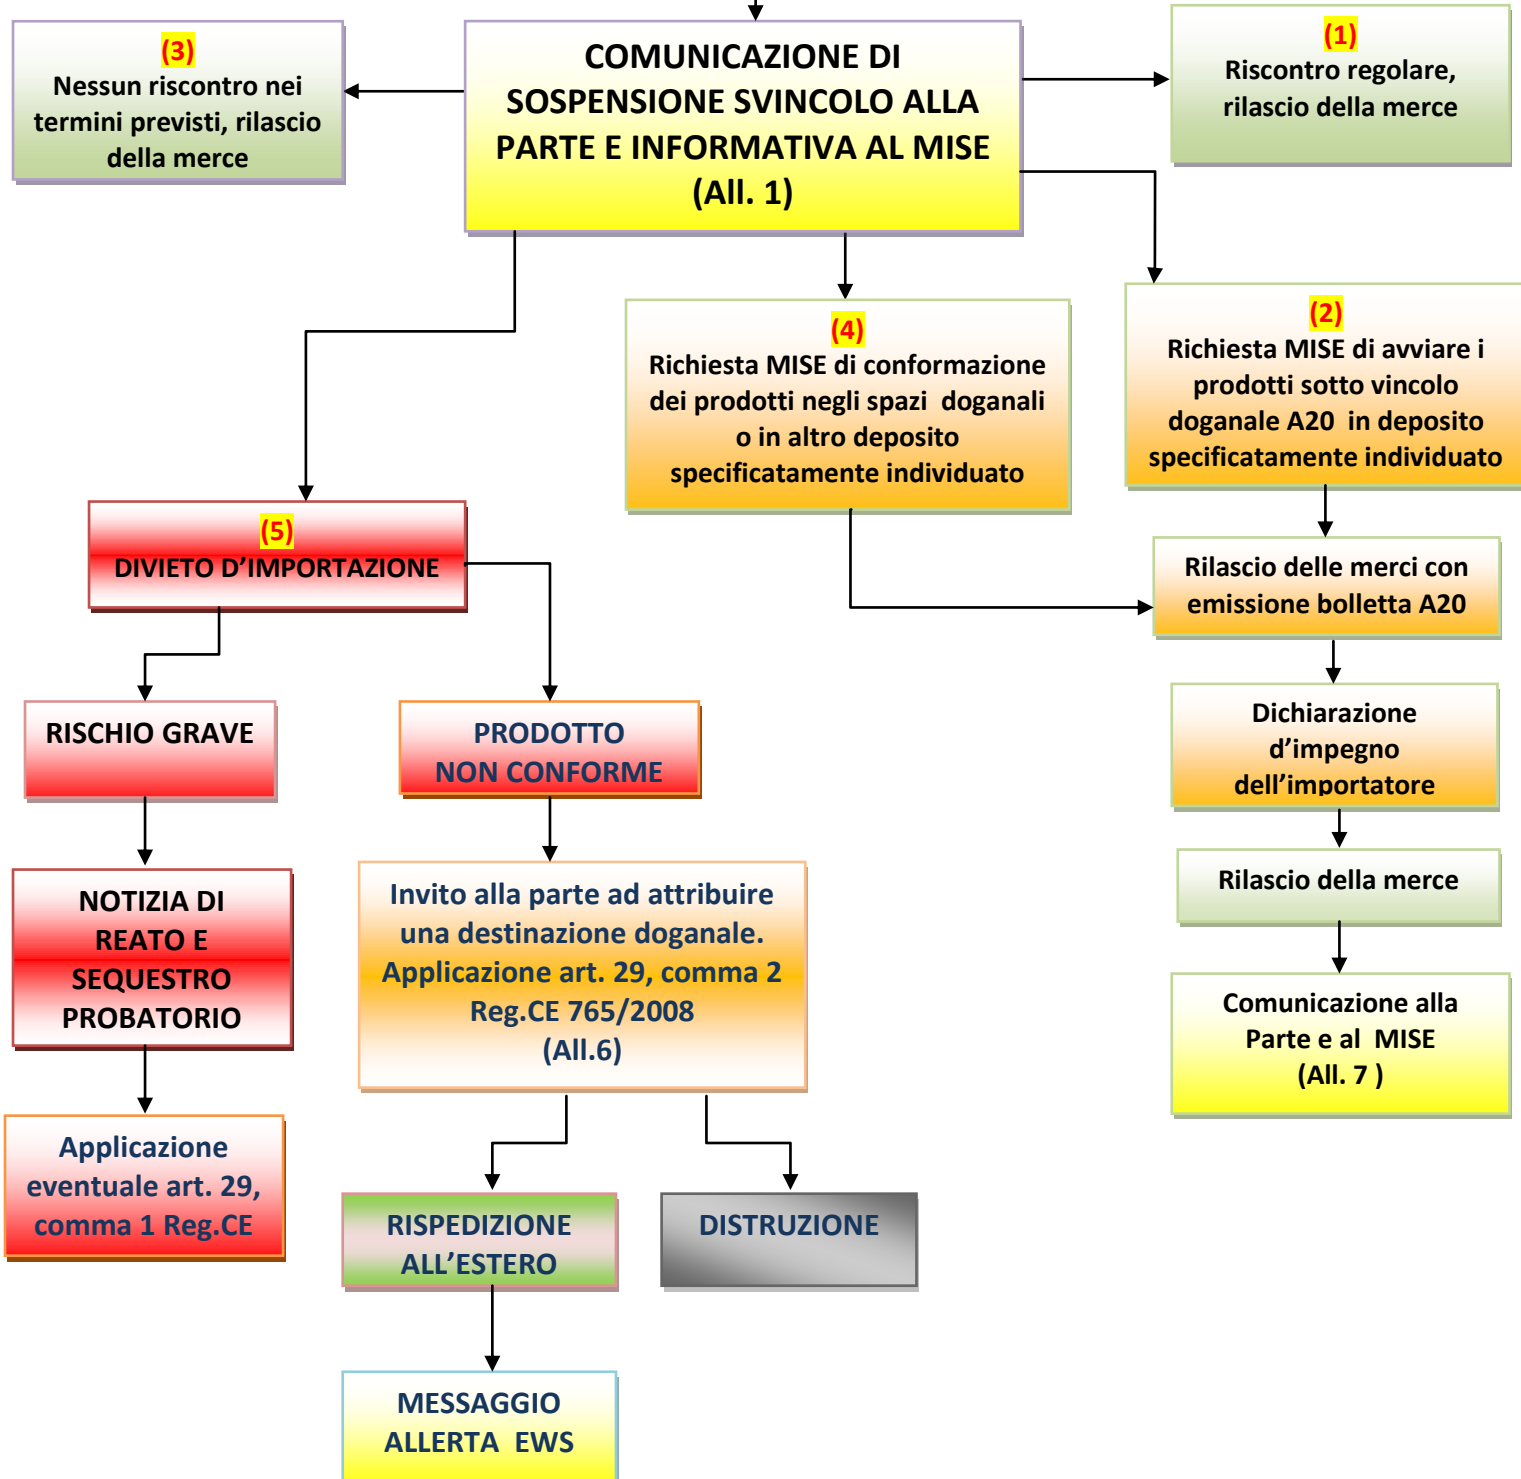 (3)
Nessun riscontro nei
termini previsti, rilascio
della merce
COMUNICAZIONE DI
SOSPENSIONE SVINCOLO ALLA
PARTE E INFORMATIVA AL MISE
(All. 1)
(1)
Riscontro regolare,
rilascio della merce
(4)
Richiesta MISE di conformazione
dei prodotti negli spazi doganali
o in altro deposito
specificatamente individuato
(2)
Richiesta MISE di avviare i
prodotti sotto vincolo
doganale A20 in deposito
specificatamente individuato
(5)
DIVIETO D’IMPORTAZIONE
Rilascio delle merci con
emissione bolletta A20
RISCHIO GRAVE
PRODOTTO
NON CONFORME
Dichiarazione
d’impegno
dell’importatore
NOTIZIA DI
REATO E
SEQUESTRO
PROBATORIO
Invito alla parte ad attribuire
una destinazione doganale.
Applicazione art. 29, comma 2
Reg.CE 765/2008
(All.6)
Rilascio della merce
Comunicazione alla
Parte e al MISE
(All. 7 )
Applicazione
eventuale art. 29,
comma 1 Reg.CE
RISPEDIZIONE
ALL’ESTERO
DISTRUZIONE
MESSAGGIO
ALLERTA EWS